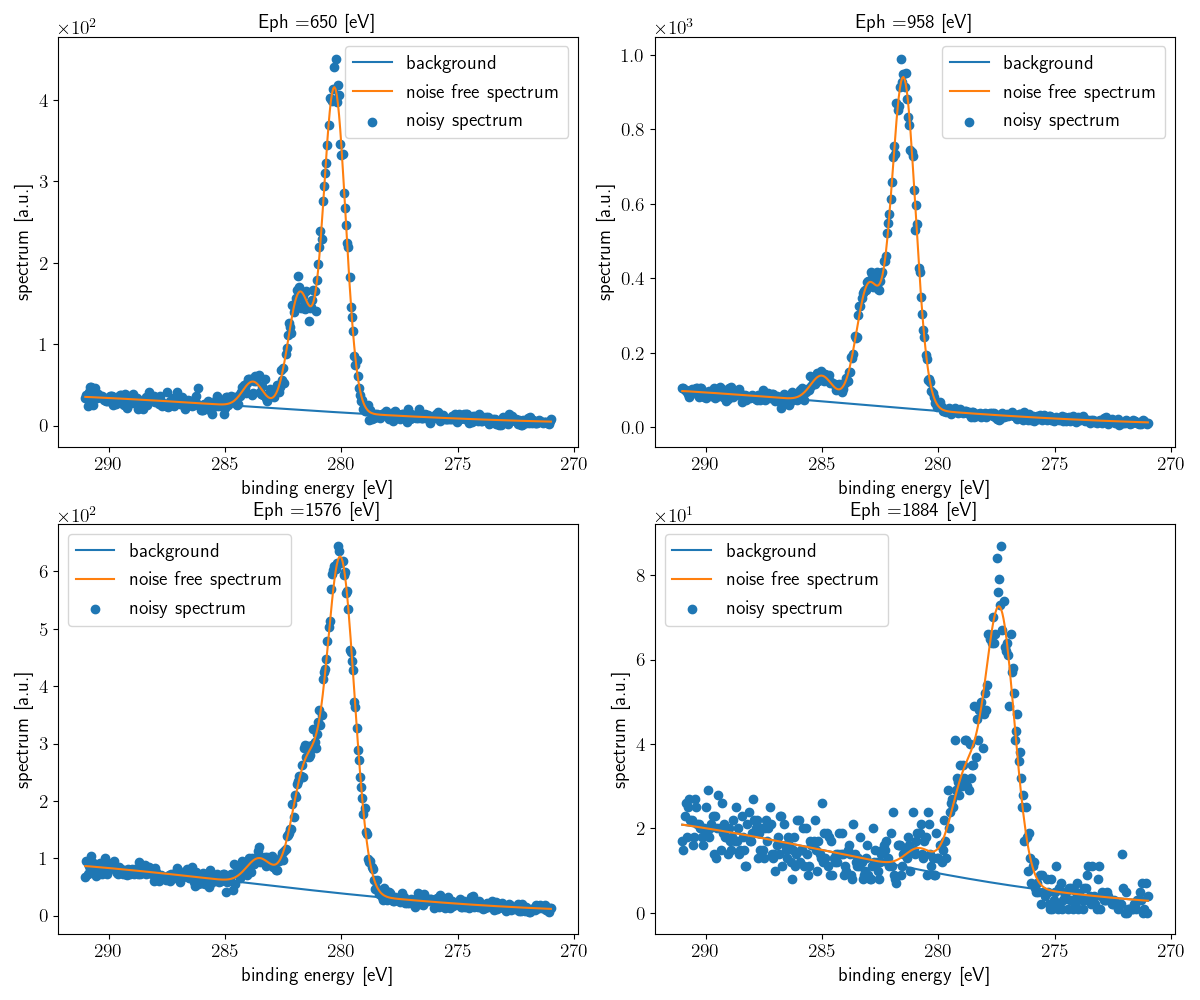 ×10²
Eph =650 [eV]
background
noise free spectrum
noisy spectrum
4
3
2
1
0
spectrum [a.u.]
290
285
280
275
270
binding energy [eV]
×10³
Eph =958 [eV]
background
noise free spectrum
noisy spectrum
1.0
0.8
0.6
0.4
0.2
0.0
spectrum [a.u.]
290
285
280
275
270
binding energy [eV]
×10²
Eph =1576 [eV]
background
noise free spectrum
noisy spectrum
6
5
4
3
2
1
0
spectrum [a.u.]
290
285
280
275
270
binding energy [eV]
×10¹
Eph =1884 [eV]
background
noise free spectrum
noisy spectrum
8
6
4
2
0
spectrum [a.u.]
290
285
280
275
270
binding energy [eV]